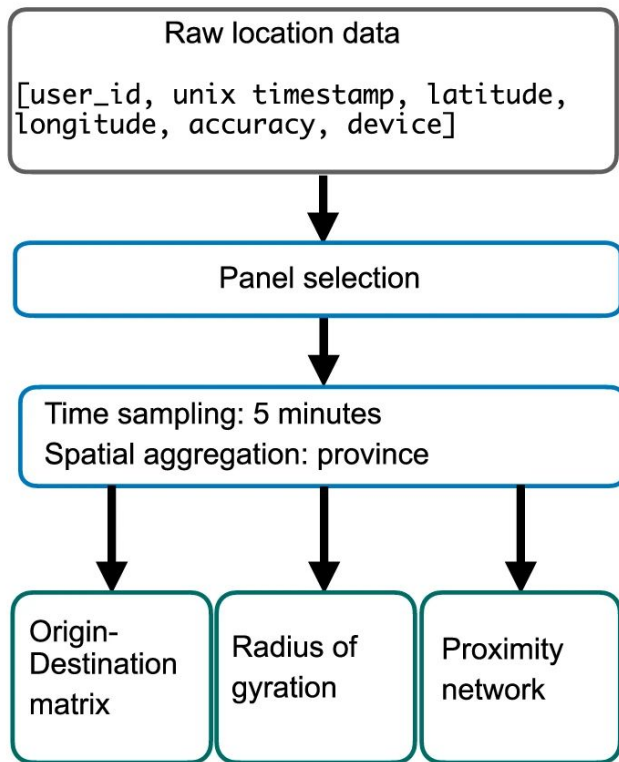 Raw location data
[user_id, unix timestamp, latitude,
longitude, accuracy, device]
Panel selection
Time sampling: 5 minutes
Spatial aggregation: province
Origin-
Destination
matrix
Radius of
gyration
Proximity
network